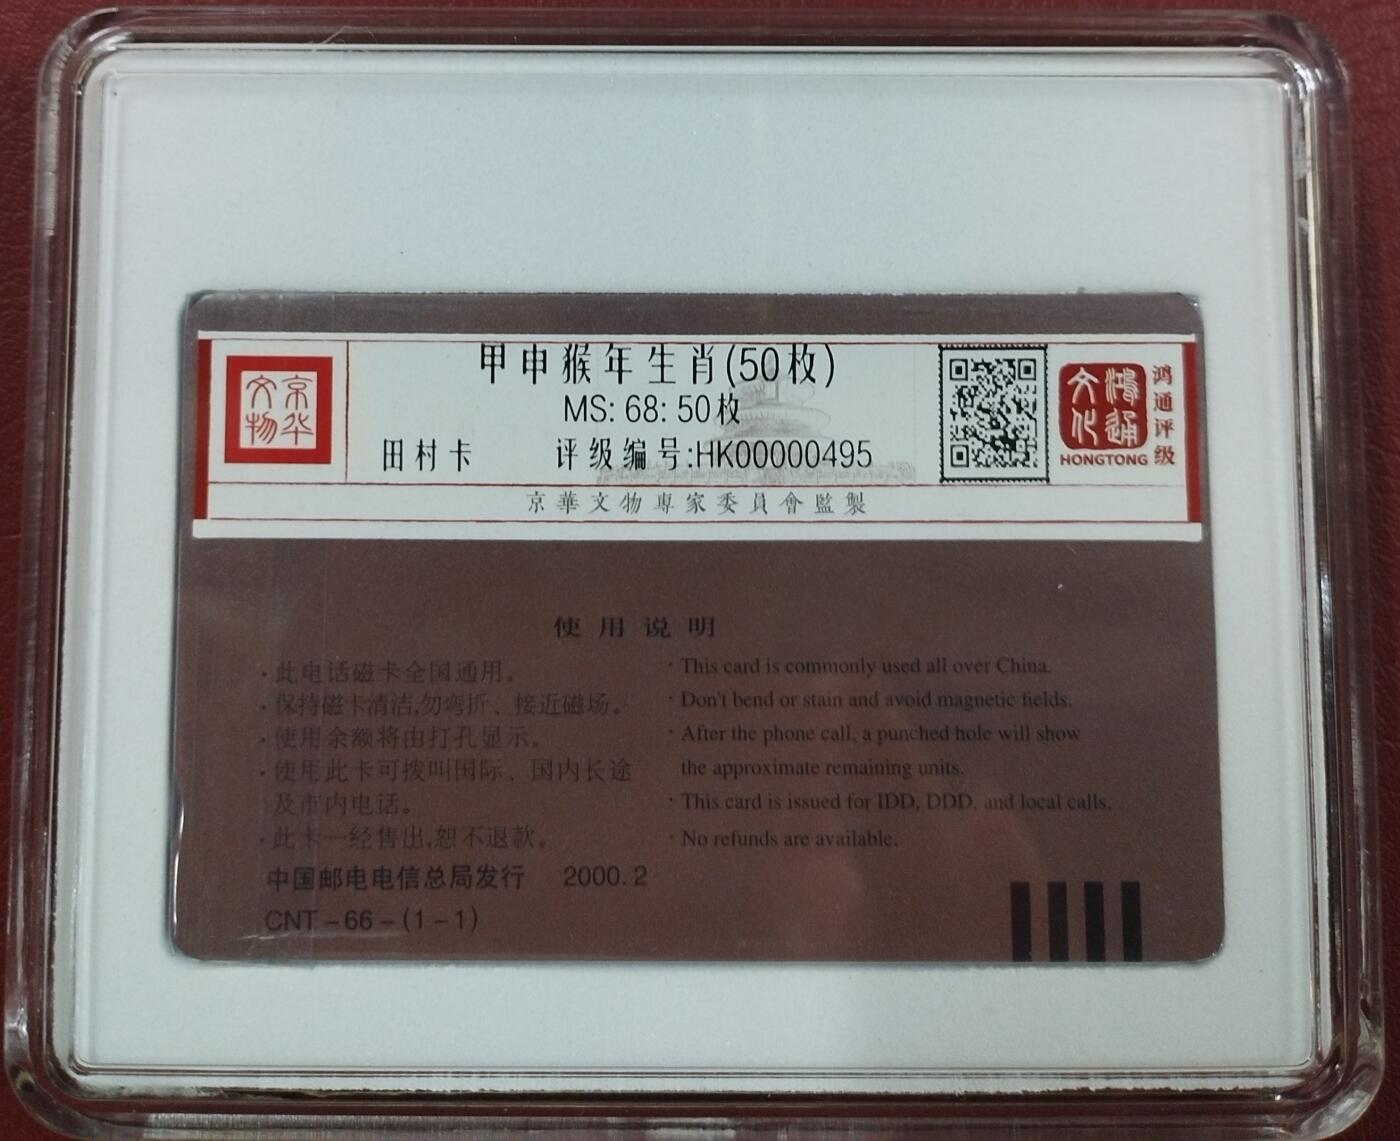 京华
文物
甲申猴年生肖(50枚)
MS: 68: 50枚
田村卡 评级编号:HK00000495
京華文物專家委員會監製
鸿通
文化
HONGTONG
鸿通评级
使用说明
·此电话磁卡全国通用。
·保持磁卡清洁,勿弯折、接近磁场。
·使用余额将由打孔显示。
·使用此卡可拨叫国际、国内长途
及市内电话。
·此卡一经售出,恕不退款。
中国邮电电信总局发行 2000.2
CNT-66-(1-1)
· This card is commonly used all over China.
· Don't bend or stain and avoid magnetic fields.
· After the phone call, a punched hole will show
the approximate remaining units.
· This card is issued for IDD, DDD, and local calls.
· No refunds are available.